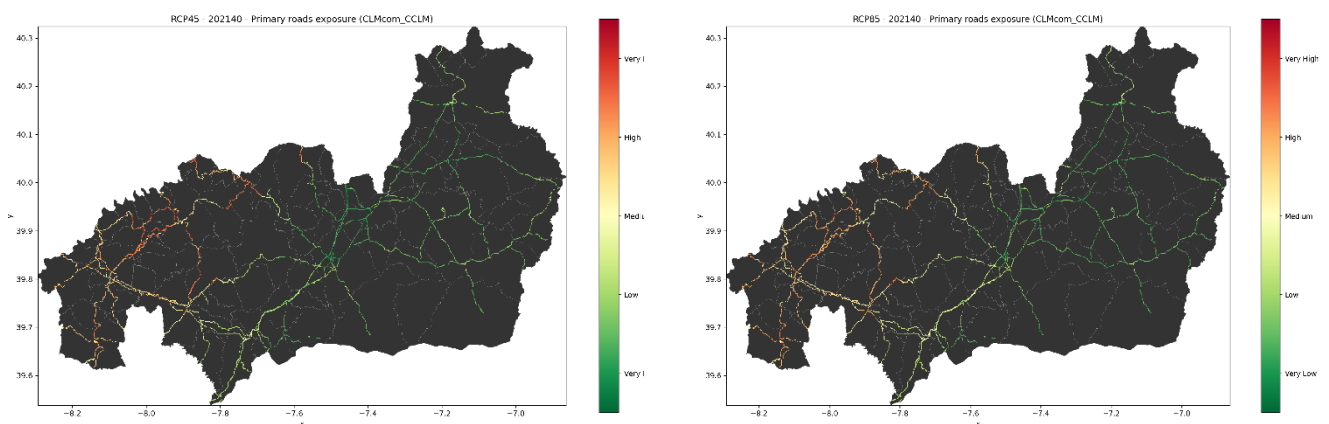 RCP45 - 202140 - Primary roads exposure (CLMcom_CCLM)
40.3
40.2
40.1
40.0
39.9
39.8
39.7
39.6
y
−8.2
−8.0
−7.8
−7.6
−7.4
−7.2
−7.0
x
Very
High
Medi
Low
Very
RCP85 - 202140 - Primary roads exposure (CLMcom_CCLM)
40.3
40.2
40.1
40.0
39.9
39.8
39.7
39.6
y
−8.2
−8.0
−7.8
−7.6
−7.4
−7.2
−7.0
x
Very High
High
Medium
Low
Very Low